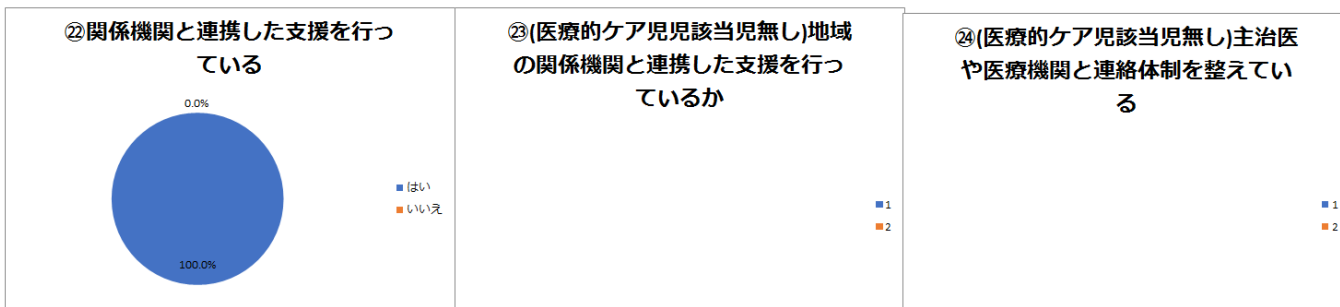 ㉒関係機関と連携した支援を行っ
ている
0.0%
100.0%
はい
いいえ
㉓(医療的ケア児児該当児無し)地域
の関係機関と連携した支援を行っ
ているか
1
2
㉔(医療的ケア児該当児無し)主治医
や医療機関と連絡体制を整えてい
る
1
2